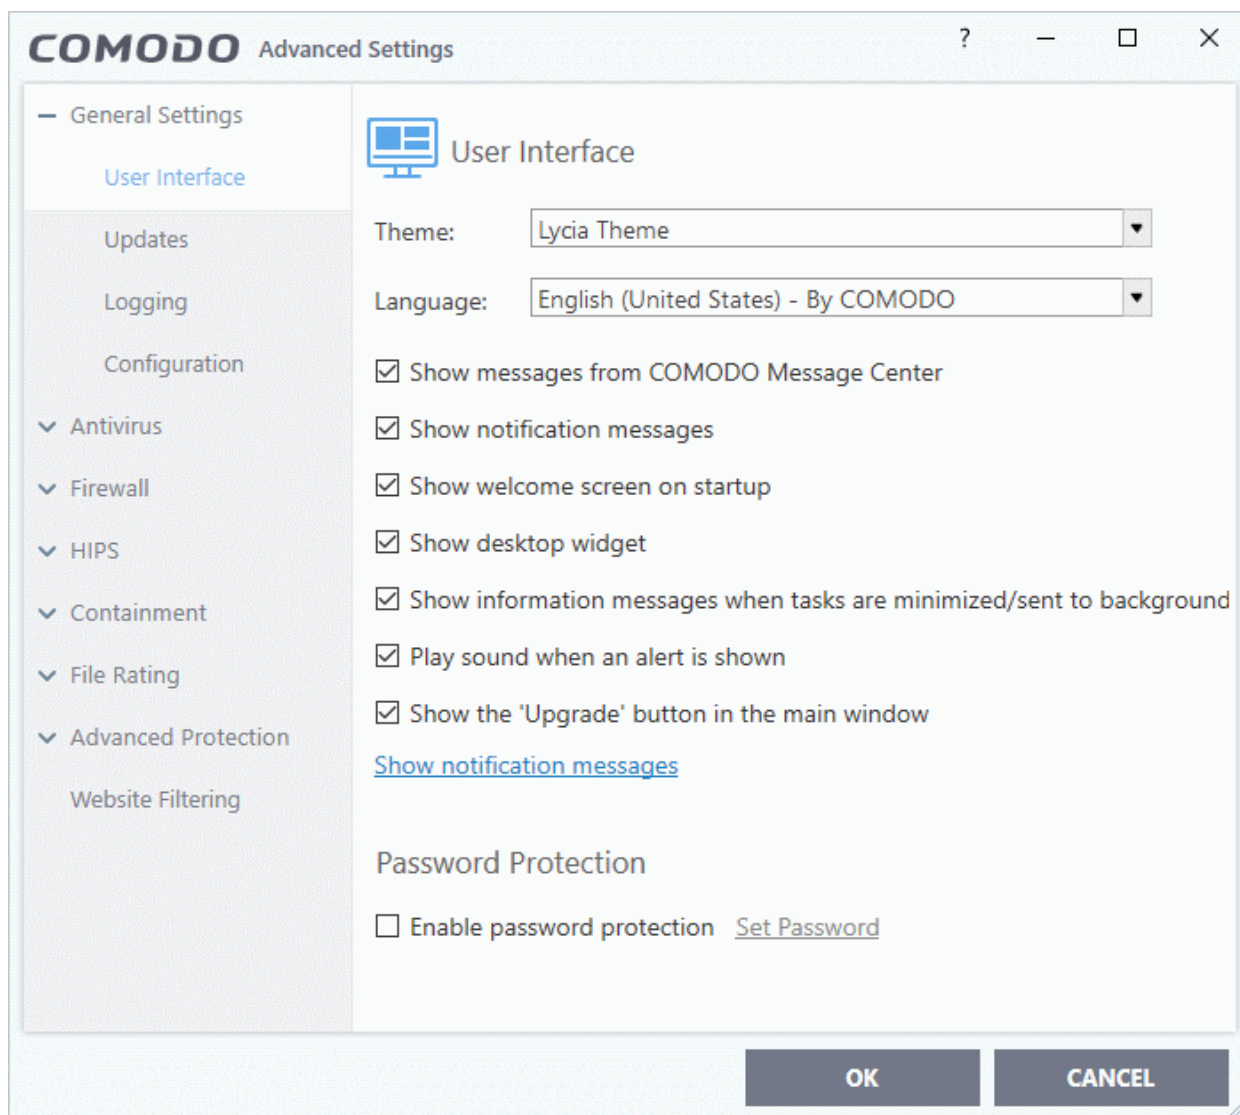 COMODO Advanced Settings ?
General Settings
User Interface
Updates
Logging
Configuration
Antivirus
Firewall
HIPS
Containment
File Rating
Advanced Protection
Website Filtering
User Interface
Theme: Lycia Theme
Language: English (United States) - By COMODO
Show messages from COMODO Message Center
Show notification messages
Show welcome screen on startup
Show desktop widget
Show information messages when tasks are minimized/sent to background
Play sound when an alert is shown
Show the 'Upgrade' button in the main window
Show notification messages
Password Protection
Enable password protection Set Password
OK CANCEL